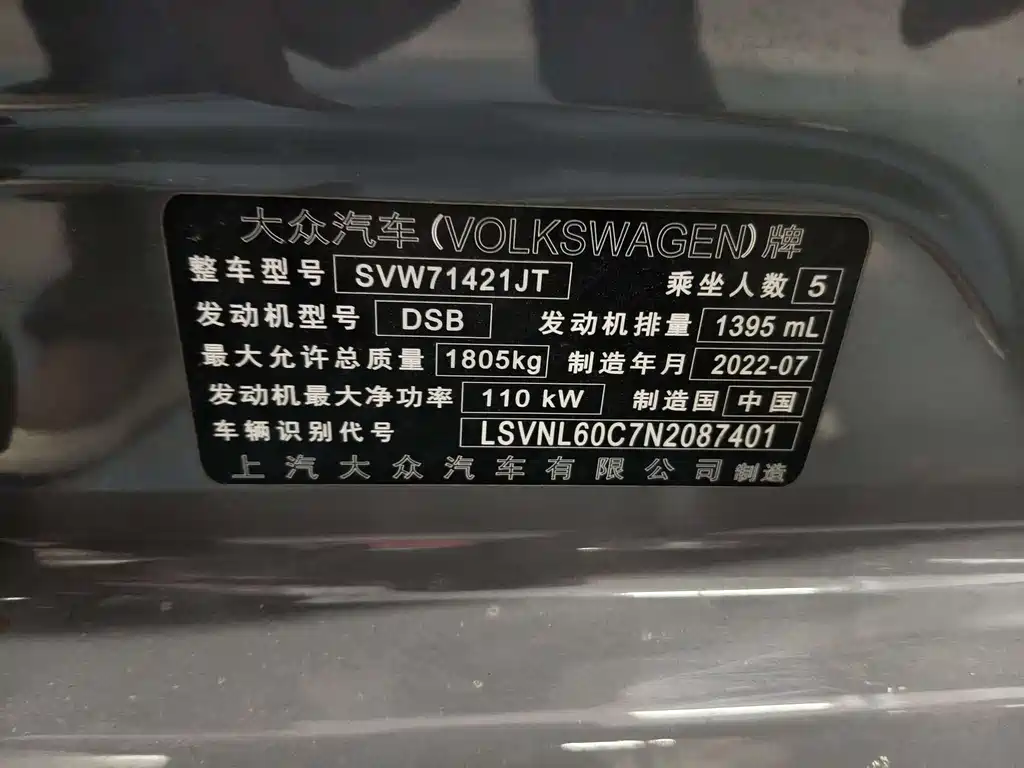 大众汽车(VOLKSWAGEN)牌
整车型号 SVW71421JT 乘坐人数 5
发动机型号 DSB 发动机排量 1395 mL
最大允许总质量 1805kg 制造年月 2022-07
发动机最大净功率 110 kW 制造国 中国
车辆识别代号 LSVNL60C7N2087401
上汽大众汽车有限公司 制造